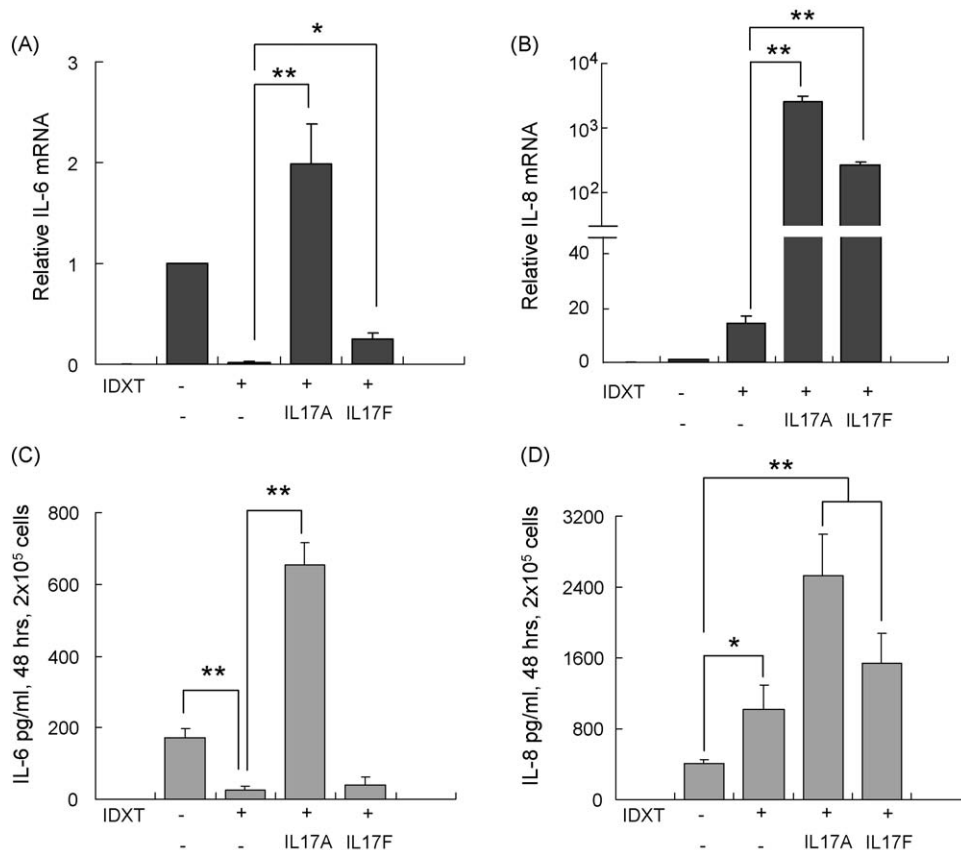 (A)
Relative IL-6 mRNA
3
2
1
0
*
**
IDXT - + + +
- - IL17A IL17F
(B)
Relative IL-8 mRNA
10⁴
10³
10²
40
20
0
**
**
IDXT - + + +
- - IL17A IL17F
(C)
IL-6 pg/ml, 48 hrs, 2x10⁵ cells
800
600
400
200
0
**
**
IDXT - + + +
- - IL17A IL17F
(D)
IL-8 pg/ml, 48 hrs, 2x10⁵ cells
3200
2400
1600
800
0
**
*
IDXT - + + +
- - IL17A IL17F